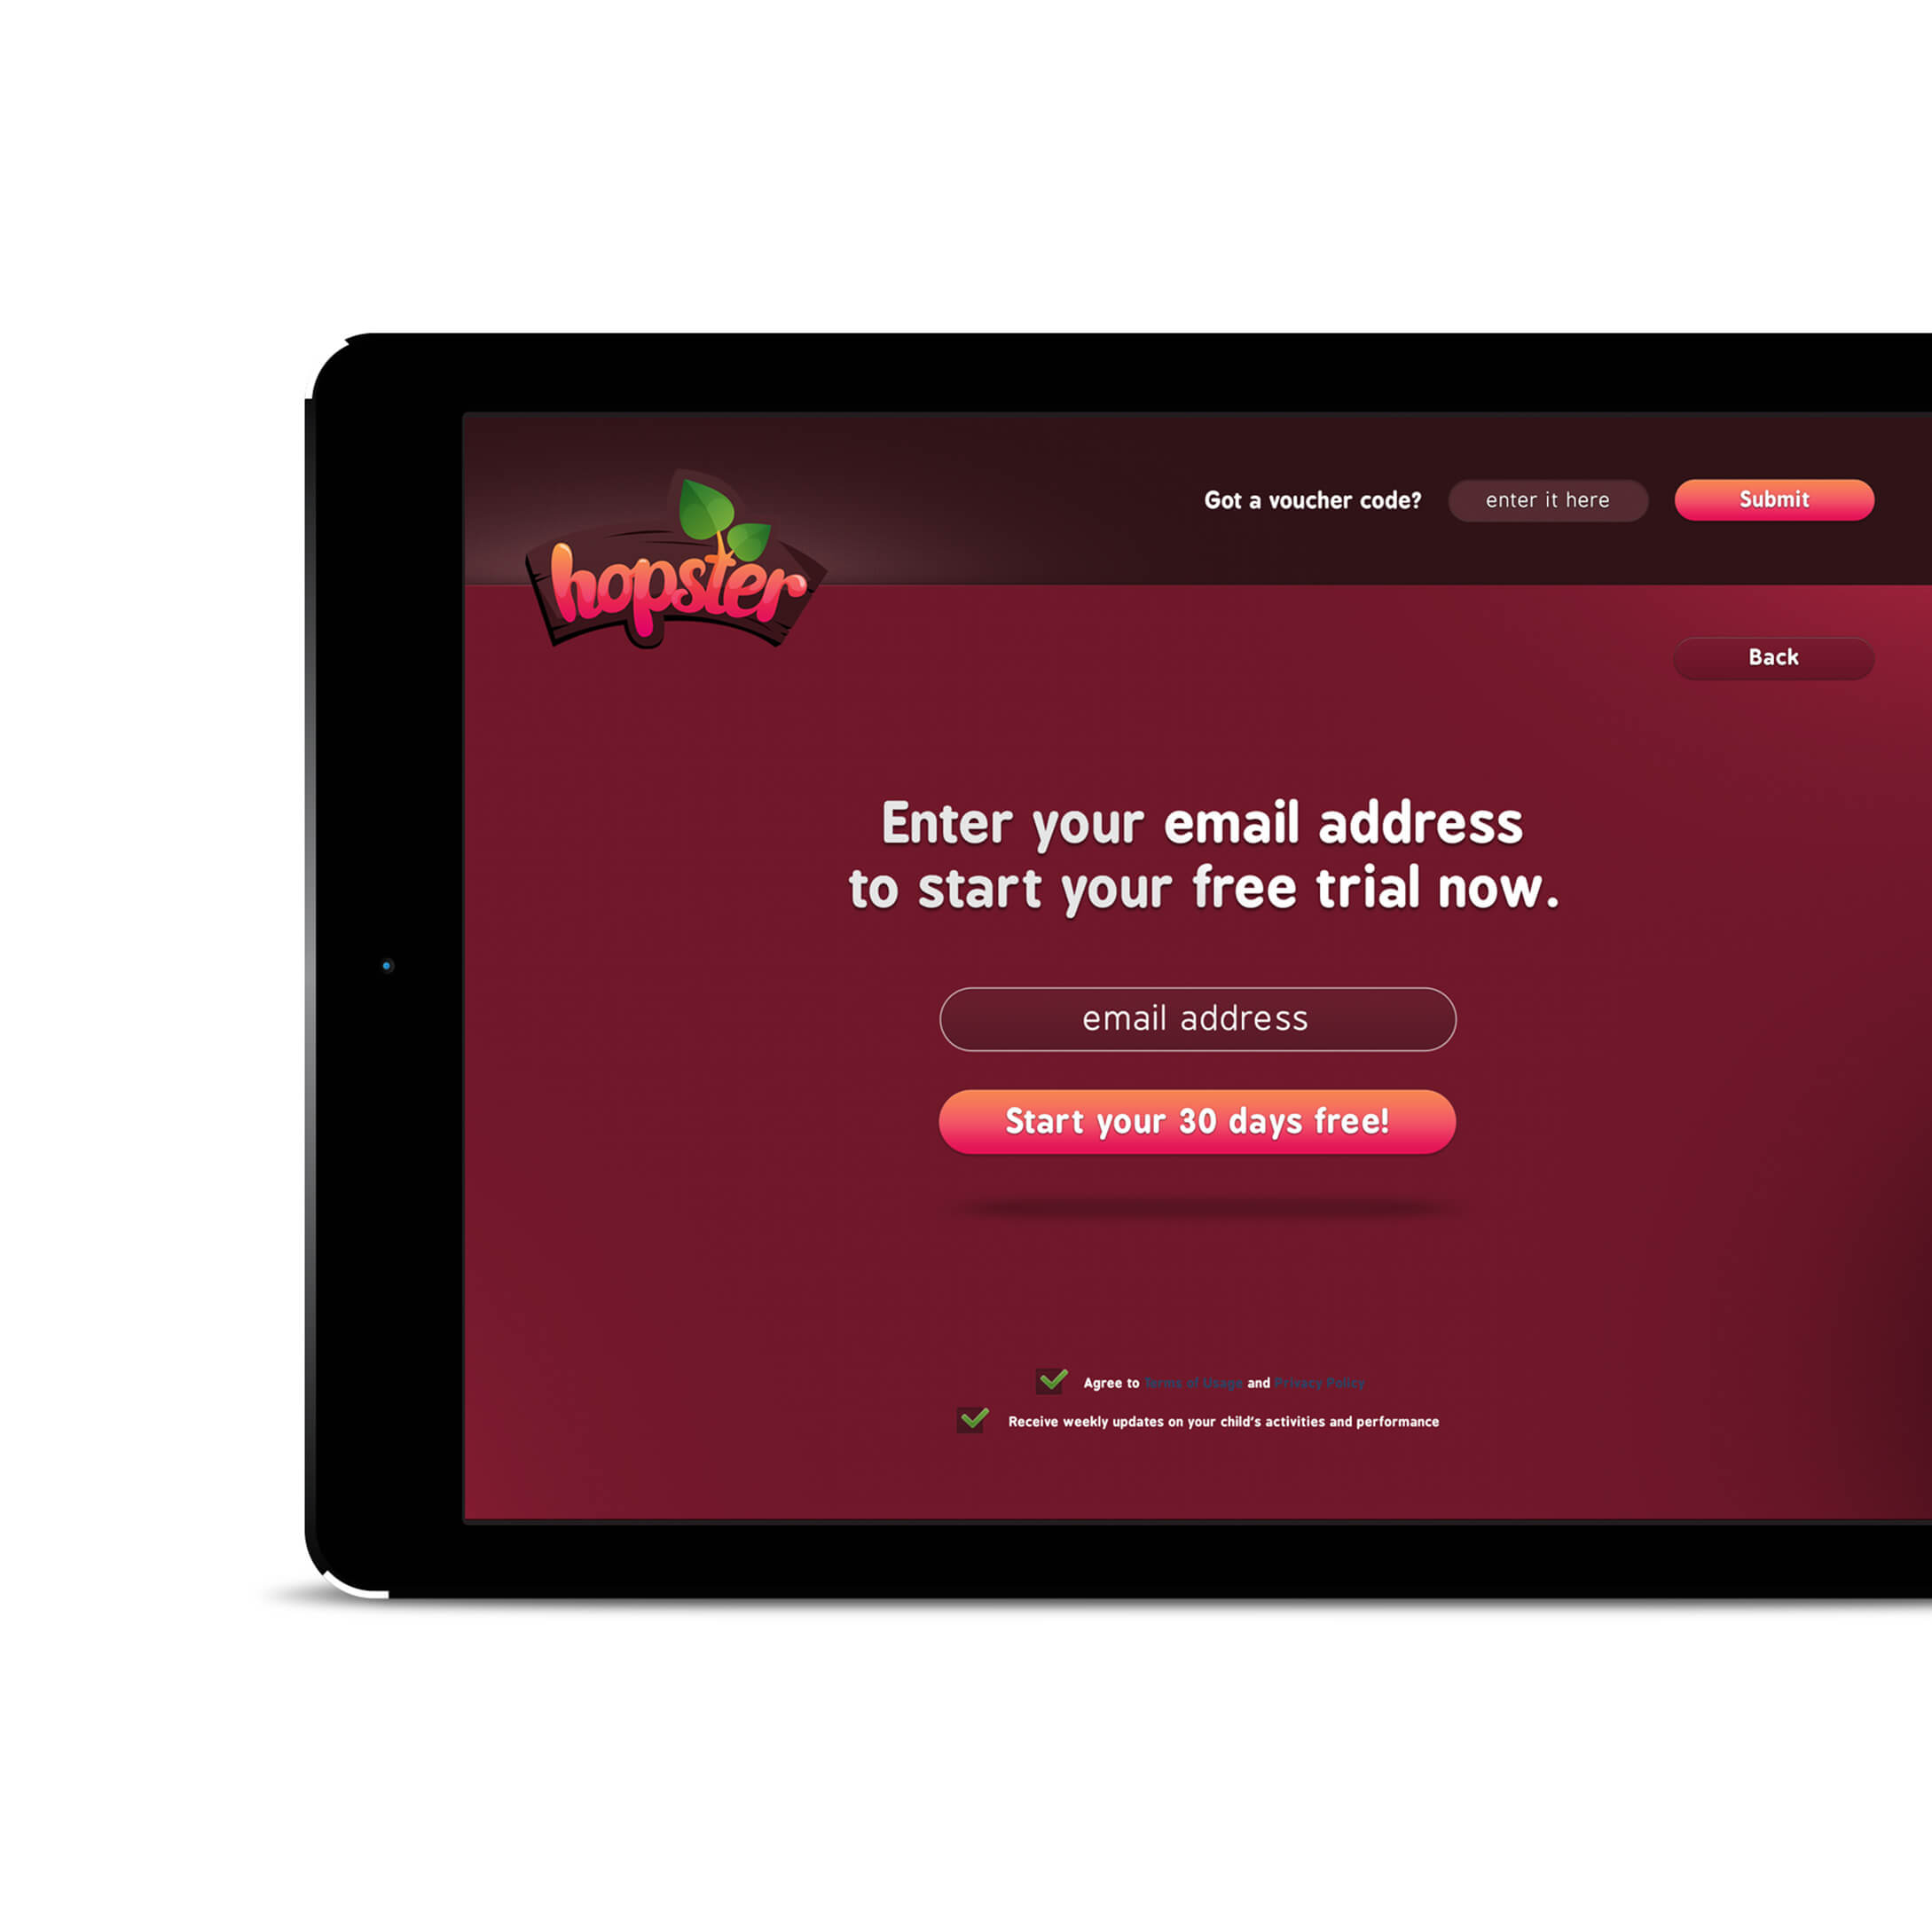 hopster
Got a voucher code?
enter it here
Submit
Back
Enter your email address
to start your free trial now.
email address
Start your 30 days free!
Agree to Terms of Usage and Privacy Policy
Receive weekly updates on your child's activities and performance